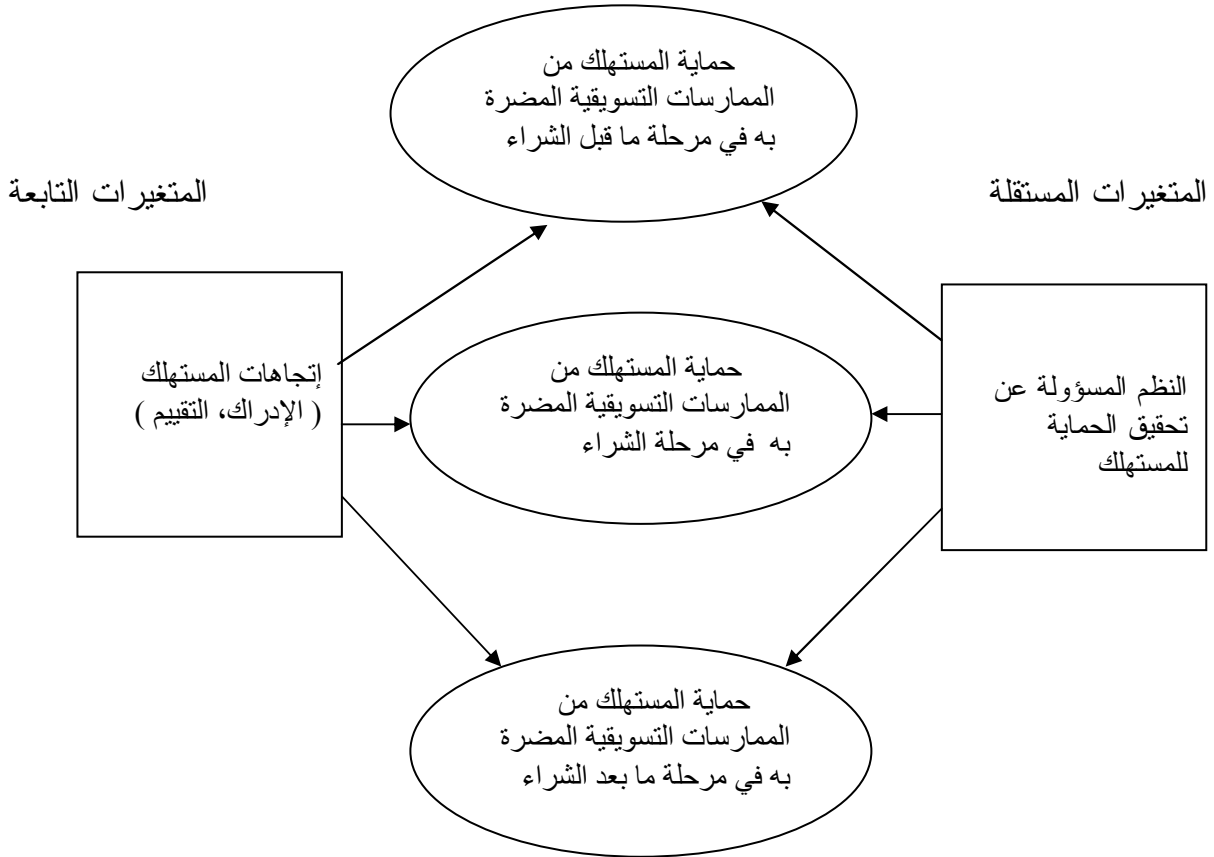 حماية المستهلك من
الممارسات التسويقية المضرة
به في مرحلة ما قبل الشراء
المتغيرات المستقلة
المتغيرات التابعة
النظم المسؤولة عن
تحقيق الحماية
للمستهلك
حماية المستهلك من
الممارسات التسويقية المضرة
به في مرحلة الشراء
إتجاهات المستهلك
( الإدراك، التقييم )
حماية المستهلك من
الممارسات التسويقية المضرة
به في مرحلة ما بعد الشراء